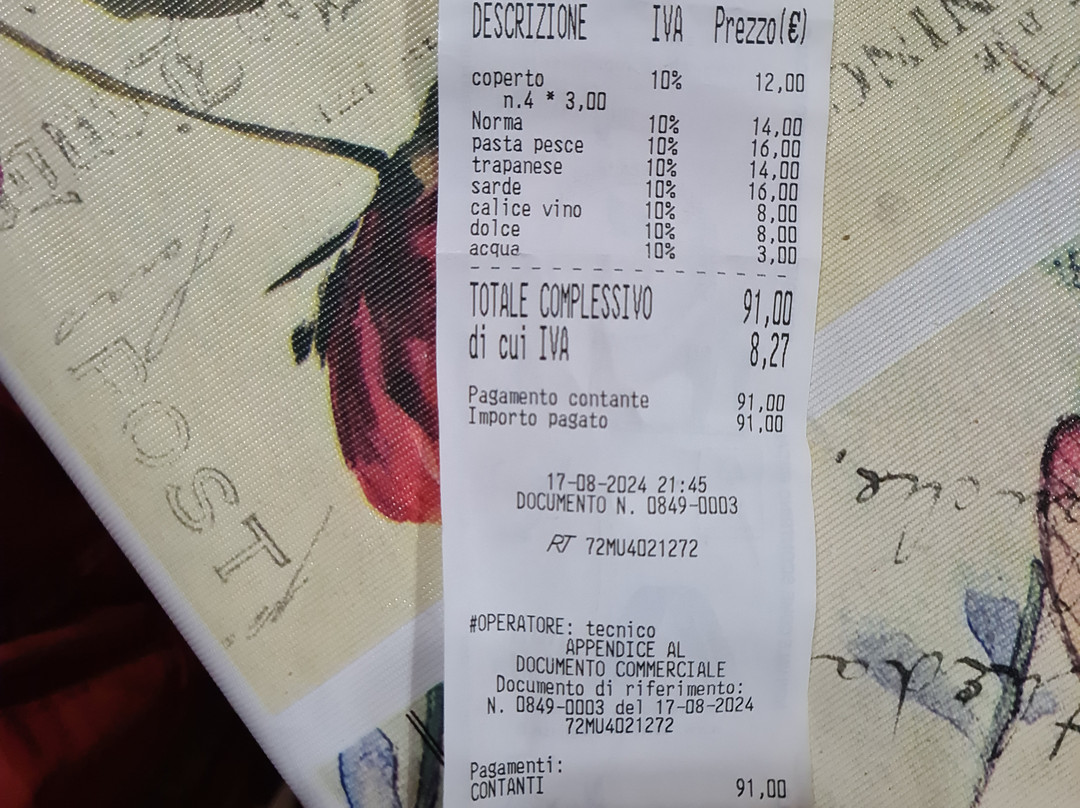 DESCRIZIONE IVA Prezzo(€)
coperto 10% 12,00
n.4 * 3,00
Norma 10% 14,00
pasta pesce 10% 16,00
trapanese 10% 14,00
sarde 10% 16,00
calice vino 10% 8,00
dolce 10% 8,00
acqua 10% 3,00
TOTALE COMPLESSIVO 91,00
di cui IVA 8,27
Pagamento contante 91,00
Importo pagato 91,00
17-08-2024 21:45
DOCUMENTO N. 0849-0003
RT 72MU4021272
#OPERATORE: tecnico
APPENDICE AL
DOCUMENTO COMMERCIALE
Documento di riferimento:
N. 0849-0003 del 17-08-2024
72MU4021272
Pagamenti:
CONTANTI 91,00
POST